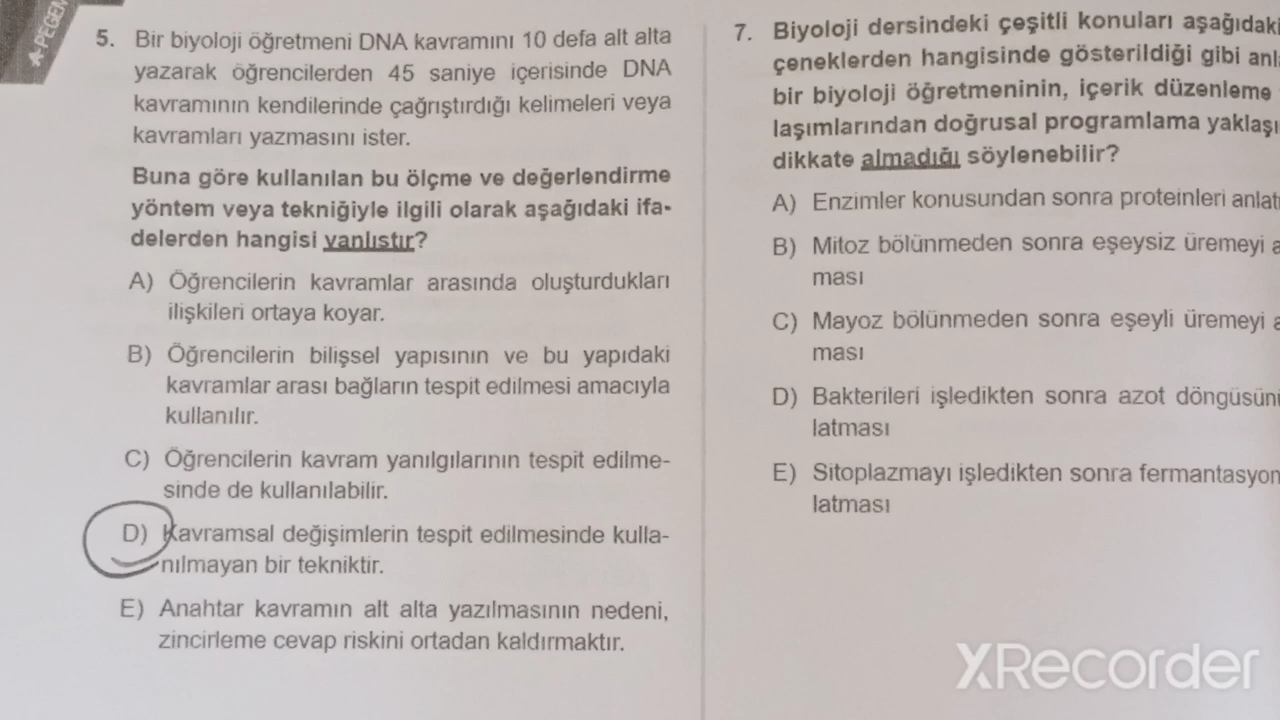 A-PEGEM
5. Bir biyoloji öğretmeni DNA kavramını 10 defa alt alta
yazarak öğrencilerden 45 saniye içerisinde DNA
kavramının kendilerinde çağrıştırdığı kelimeleri veya
kavramları yazmasını ister.
Buna göre kullanılan bu ölçme ve değerlendirme
yöntem veya tekniğiyle ilgili olarak aşağıdaki ifa-
delerden hangisi yanlıştır?
A) Öğrencilerin kavramlar arasında oluşturdukları
ilişkileri ortaya koyar.
B) Öğrencilerin bilişsel yapısının ve bu yapıdaki
kavramlar arası bağların tespit edilmesi amacıyla
kullanılır.
C) Öğrencilerin kavram yanılgılarının tespit edilme-
sinde de kullanılabilir.
D) Kavramsal değişimlerin tespit edilmesinde kulla-
nılmayan bir tekniktir.
E) Anahtar kavramın alt alta yazılmasının nedeni,
zincirleme cevap riskini ortadan kaldırmaktır.
7. Biyoloji dersindeki çeşitli konuları aşağıdaki
çeneklerden hangisinde gösterildiği gibi anl
bir biyoloji öğretmeninin, içerik düzenleme
laşımlarından doğrusal programlama yaklaşı
dikkate almadığı söylenebilir?
A) Enzimler konusundan sonra proteinleri anlat
B) Mitoz bölünmeden sonra eşeysiz üremeyi a
ması
C) Mayoz bölünmeden sonra eşeyli üremeyi a
ması
D) Bakterileri işledikten sonra azot döngüsün
latması
E) Sitoplazmayı işledikten sonra fermantasyon
latması
XRecorder